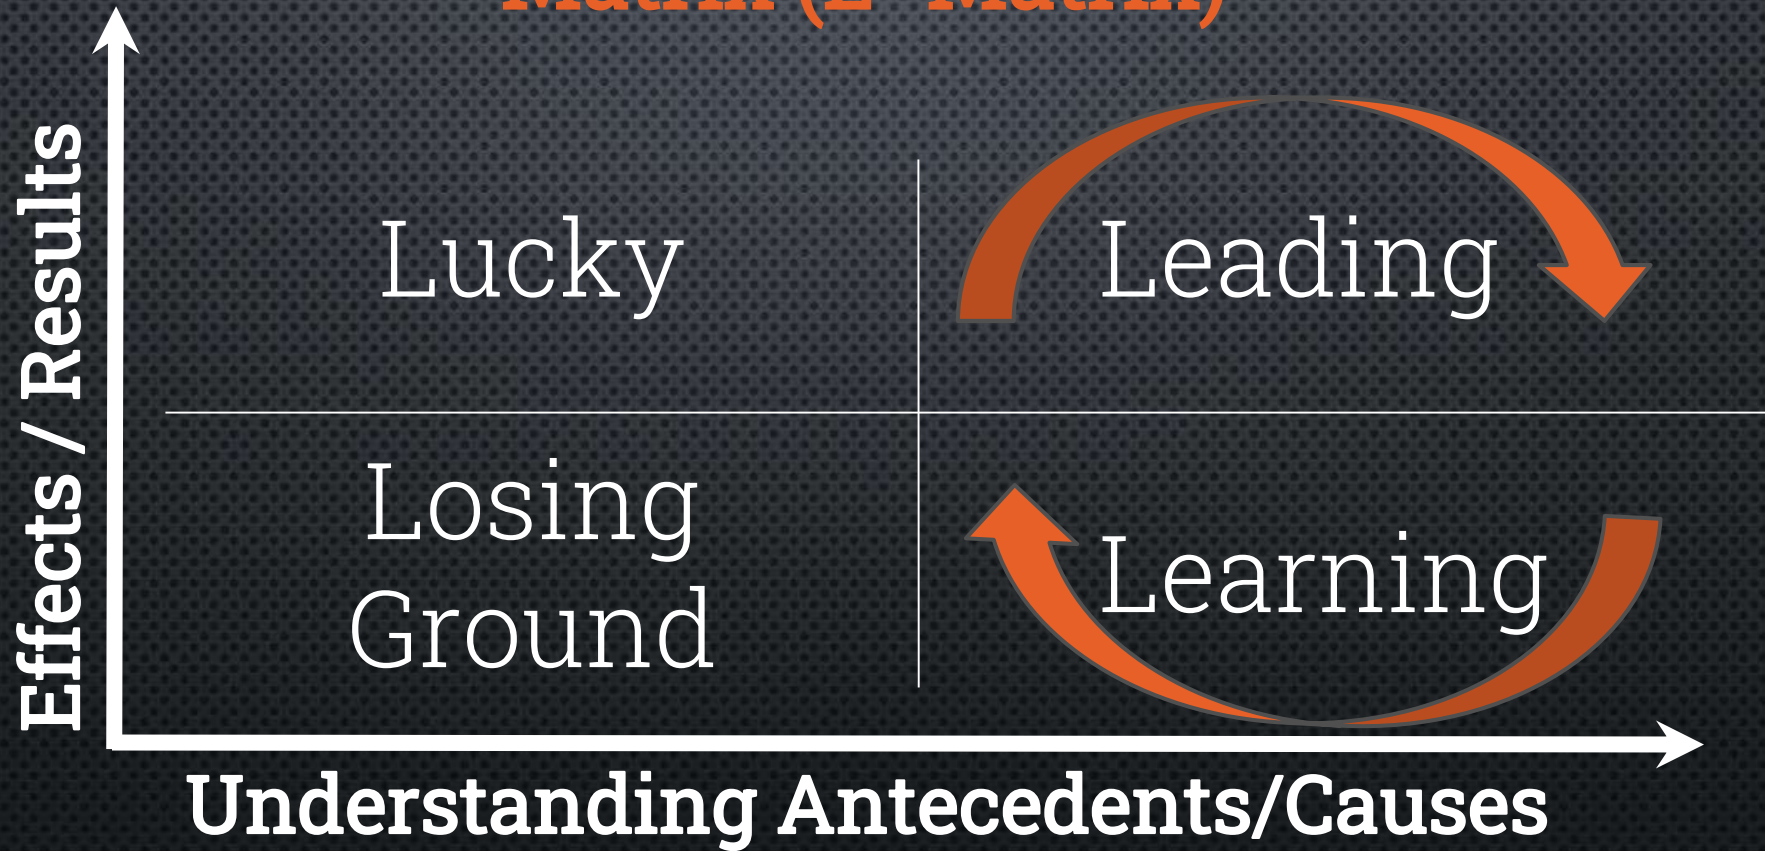 Effects / Results
Lucky
Leading
Losing
Ground
Learning
Understanding Antecedents/Causes